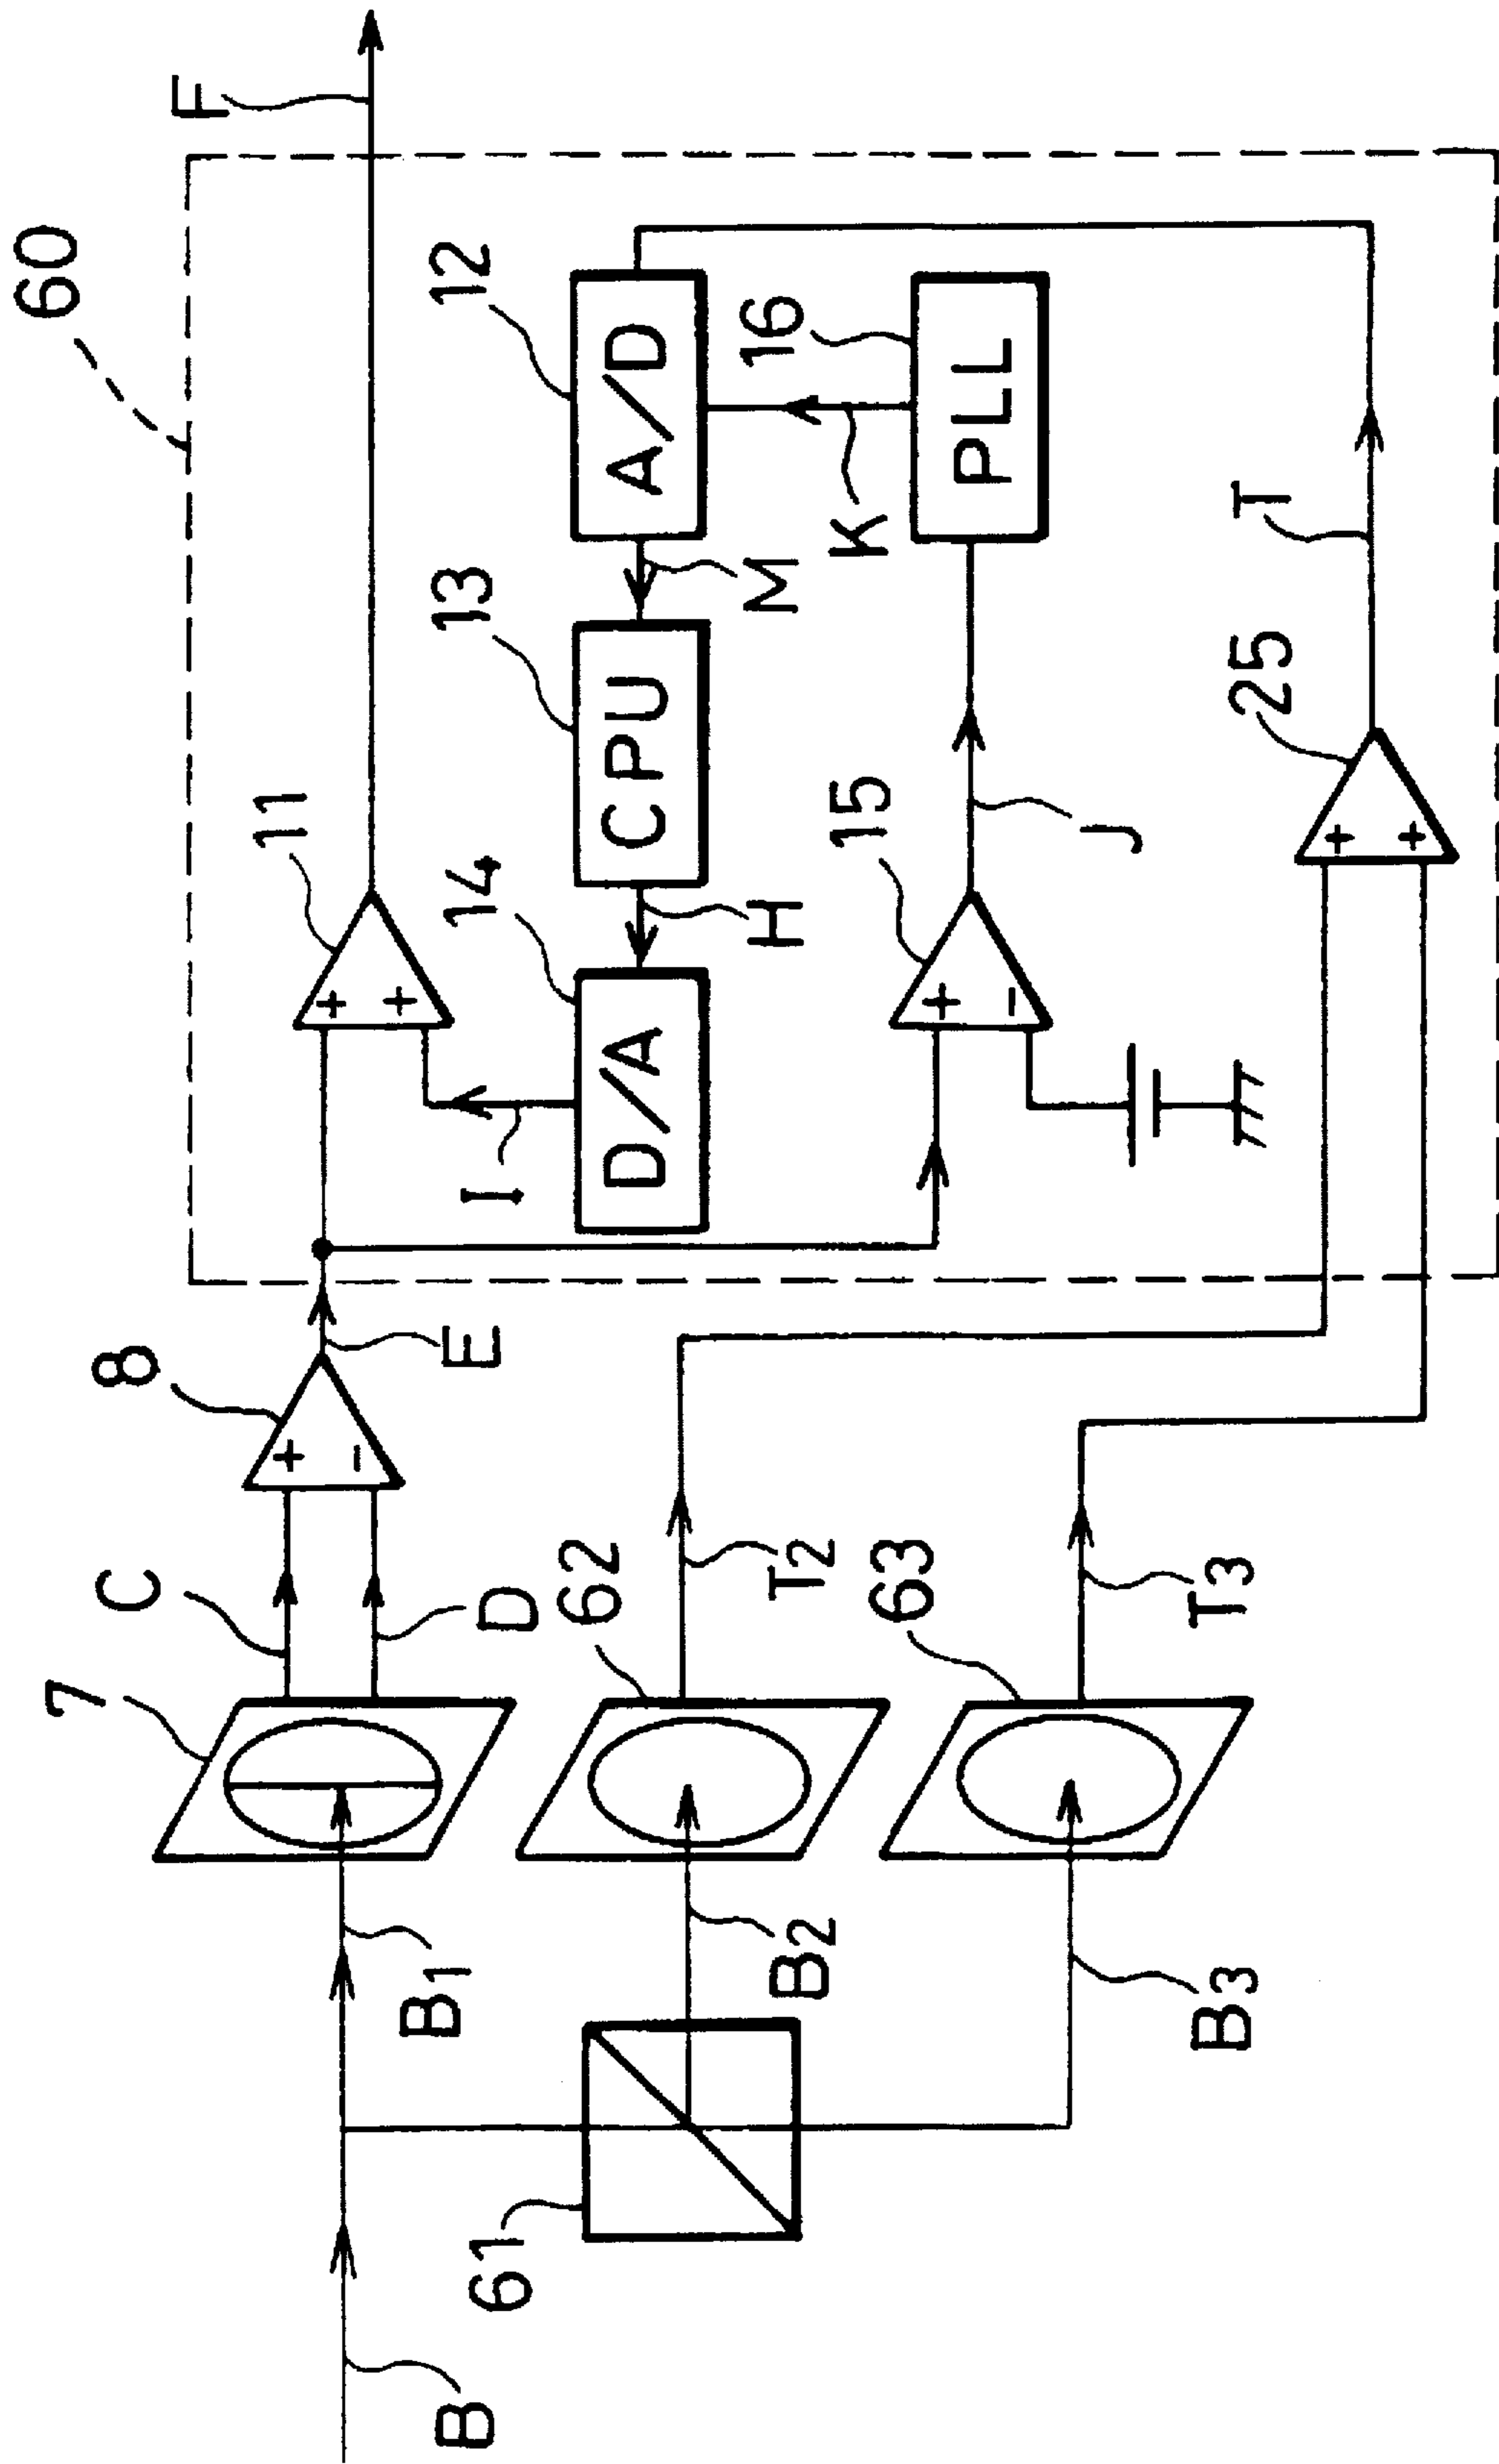 60
F
7
C
8
11
12
A/D
13
CPU
14
D/A
+
-
+
+
E
I
H
M
K
16
PLL
D
15
+
-
J
B
B1
61
62
T2
B2
63
T3
B3
25
+
+
T